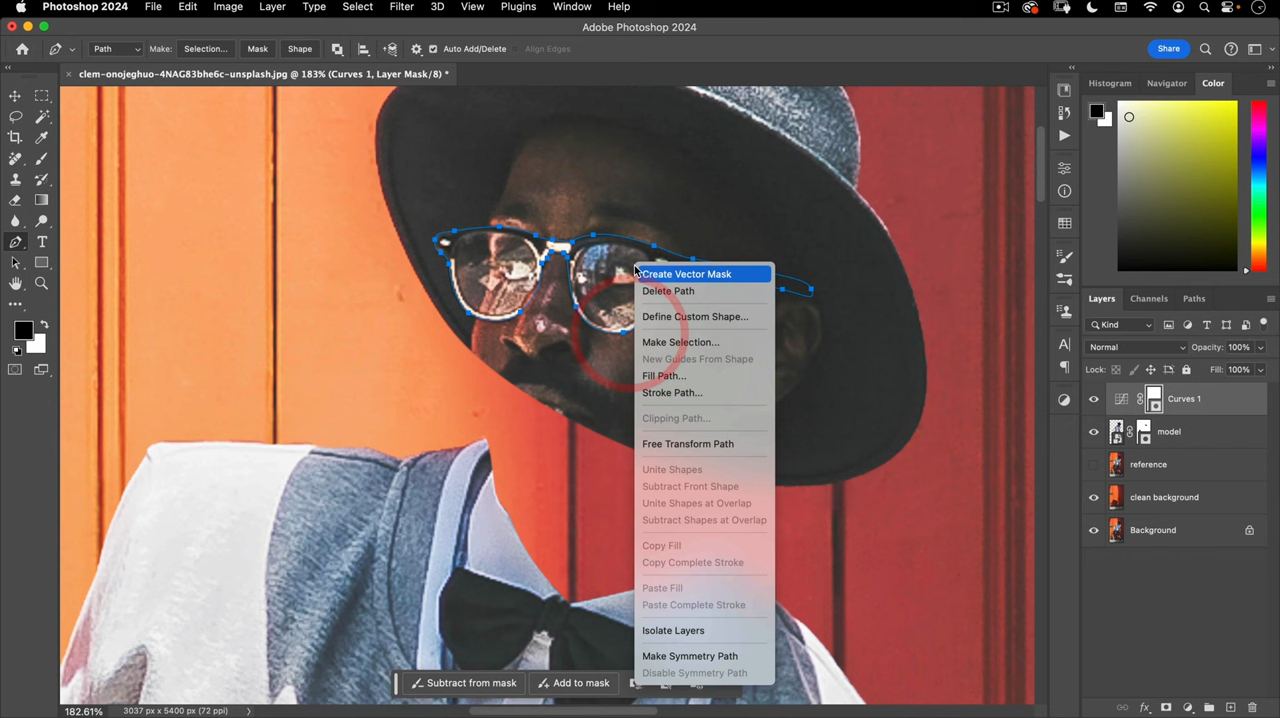 Photoshop 2024 File Edit Image Layer Type Select Filter 3D View Plugins Window Help
Adobe Photoshop 2024
Path Make: Selection... Mask Shape Auto Add/Delete Align Edges Share
× clem-onojeghuo-4NAG83bhe6c-unsplash.jpg @ 183% (Curves 1, Layer Mask/8) *
Histogram Navigator Color
Create Vector Mask
Delete Path
Define Custom Shape...
Make Selection...
New Guides From Shape
Fill Path...
Stroke Path...
Clipping Path...
Free Transform Path
Unite Shapes
Subtract Front Shape
Unite Shapes at Overlap
Subtract Shapes at Overlap
Copy Fill
Copy Complete Stroke
Paste Fill
Paste Complete Stroke
Isolate Layers
Make Symmetry Path
Disable Symmetry Path
Layers Channels Paths
Kind
Normal Opacity: 100%
Lock: Fill: 100%
Curves 1
model
reference
clean background
Background
Subtract from mask Add to mask
182.61% 3037 px x 5400 px (72 ppi)